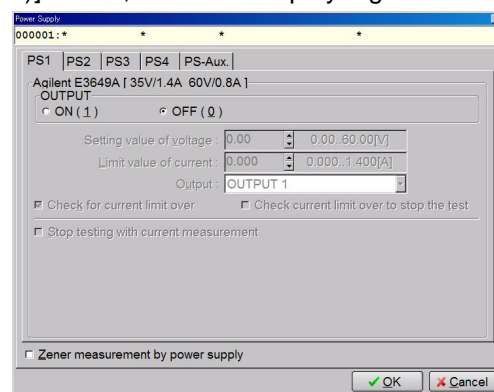 Power Supply
000001:* * * *
PS1 PS2 PS3 PS4 PS-Aux.
Agilent E3649A [ 35V/1.4A 60V/0.8A ]
OUTPUT
ON ( 1 ) OFF ( 0 )
Setting value of voltage : 0.00 0.00..60.00[V]
Limit value of current : 0.000 0.000..1.400[A]
Output : OUTPUT 1
Check for current limit over Check current limit over to stop the test
Stop testing with current measurement
Zener measurement by power supply
OK Cancel